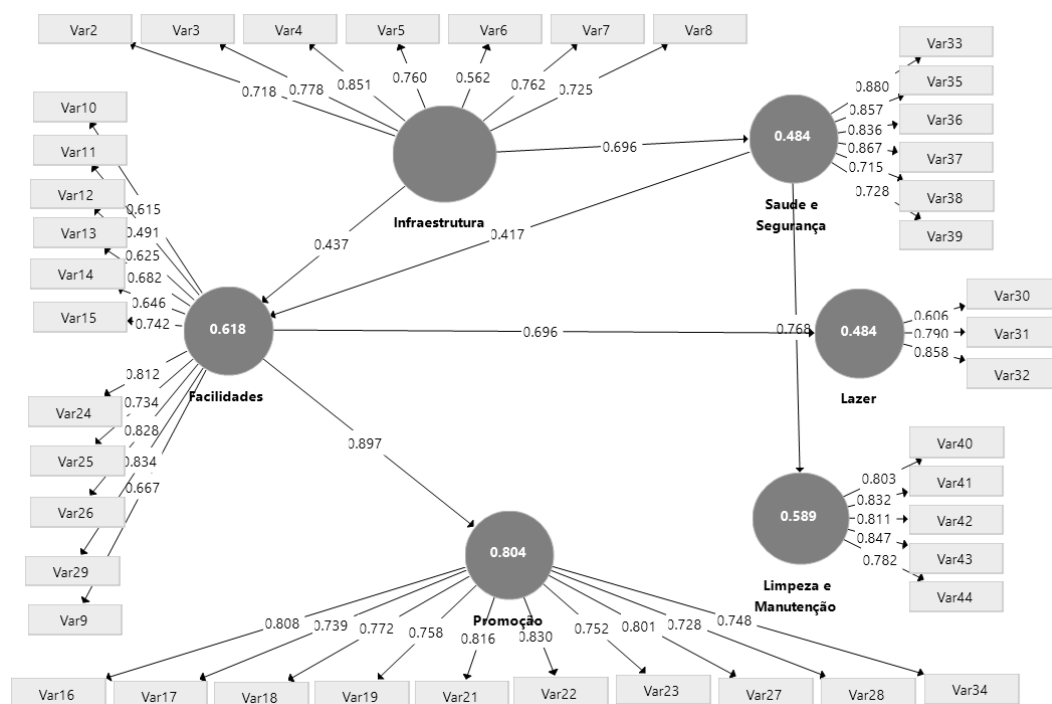 Var2
Var3
Var4
Var5
Var6
Var7
Var8
0.718
0.778
0.851
0.760
0.562
0.762
0.725
Infraestrutura
0.696
0.437
0.417
Var33
Var35
Var36
Var37
Var38
Var39
0.880
0.857
0.836
0.867
0.715
0.728
0.484
Saude e
Segurança
0.768
Var10
Var11
Var12
Var13
Var14
Var15
0.615
0.491
0.625
0.682
0.646
0.742
0.618
Facilidades
0.812
0.734
0.828
0.834
0.667
Var24
Var25
Var26
Var29
Var9
0.696
0.484
Lazer
0.606
0.790
0.858
Var30
Var31
Var32
0.897
0.589
Limpeza e
Manutenção
0.803
0.832
0.811
0.847
0.782
Var40
Var41
Var42
Var43
Var44
0.804
Promoção
0.808
0.739
0.772
0.758
0.816
0.830
0.752
0.801
0.728
0.748
Var16
Var17
Var18
Var19
Var21
Var22
Var23
Var27
Var28
Var34